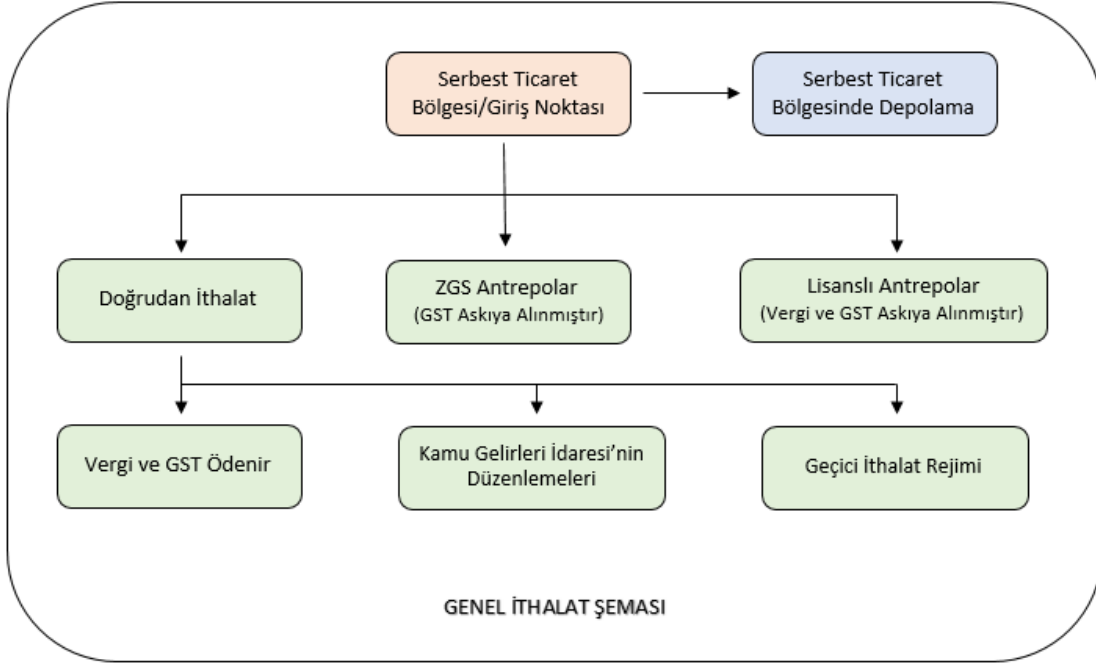 Serbest Ticaret
Bölgesi/Giriş Noktası
Serbest Ticaret
Bölgesinde Depolama
Doğrudan İthalat
ZGS Antrepolar
(GST Askıya Alınmıştır)
Lisanslı Antrepolar
(Vergi ve GST Askıya Alınmıştır)
Vergi ve GST Ödenir
Kamu Gelirleri İdaresi’nin
Düzenlemeleri
Geçici İthalat Rejimi
GENEL İTHALAT ŞEMASI